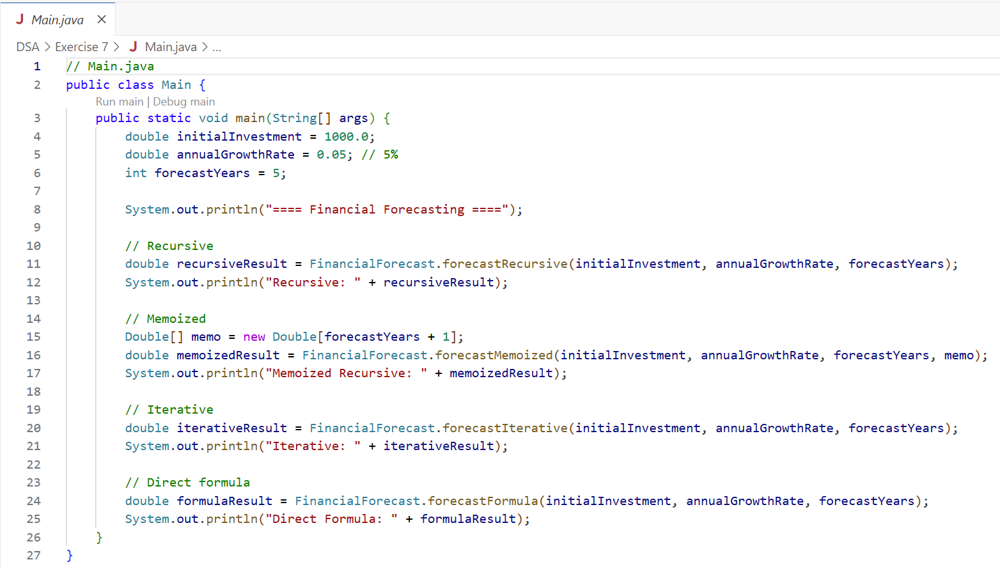 J Main.java ×
DSA > Exercise 7 > J Main.java > ...
1 // Main.java
2 public class Main {
Run main | Debug main
3 public static void main(String[] args) {
4 double initialInvestment = 1000.0;
5 double annualGrowthRate = 0.05; // 5%
6 int forecastYears = 5;
7
8 System.out.println("==== Financial Forecasting ====");
9
10 // Recursive
11 double recursiveResult = FinancialForecast.forecastRecursive(initialInvestment, annualGrowthRate, forecastYears);
12 System.out.println("Recursive: " + recursiveResult);
13
14 // Memoized
15 Double[] memo = new Double[forecastYears + 1];
16 double memoizedResult = FinancialForecast.forecastMemoized(initialInvestment, annualGrowthRate, forecastYears, memo);
17 System.out.println("Memoized Recursive: " + memoizedResult);
18
19 // Iterative
20 double iterativeResult = FinancialForecast.forecastIterative(initialInvestment, annualGrowthRate, forecastYears);
21 System.out.println("Iterative: " + iterativeResult);
22
23 // Direct formula
24 double formulaResult = FinancialForecast.forecastFormula(initialInvestment, annualGrowthRate, forecastYears);
25 System.out.println("Direct Formula: " + formulaResult);
26 }
27 }